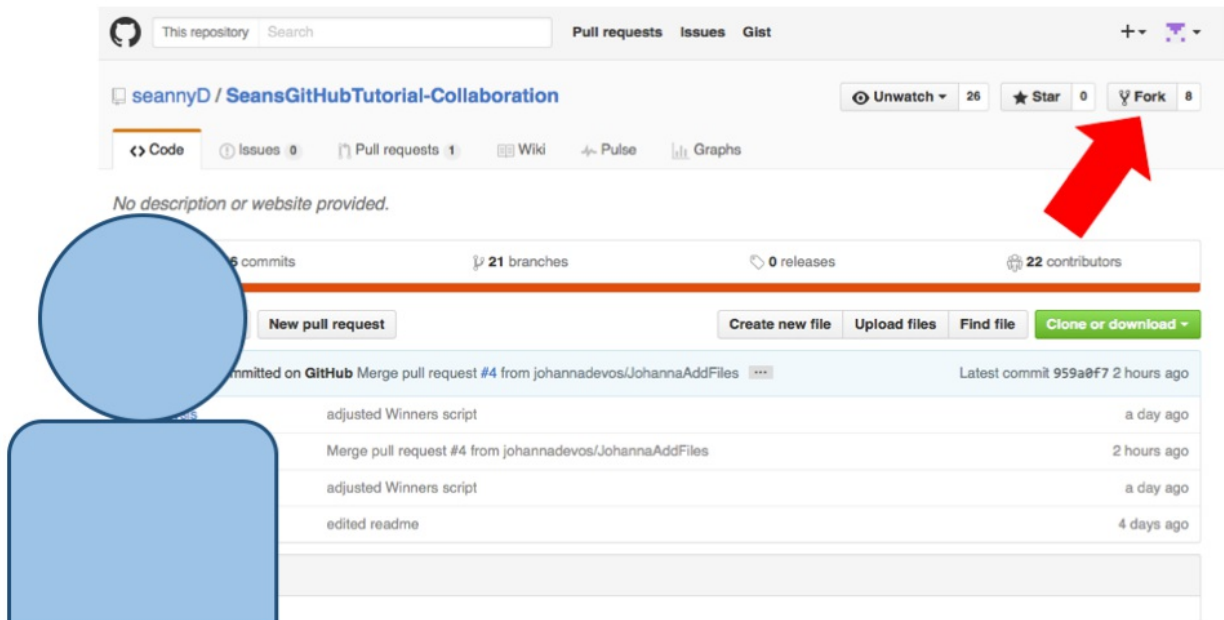 This repository Search Pull requests Issues Gist
seannyD / SeansGitHubTutorial-Collaboration Unwatch 26 Star 0 Fork 8
Code Issues 0 Pull requests 1 Wiki Pulse Graphs
No description or website provided.
commits 21 branches 0 releases 22 contributors
New pull request Create new file Upload files Find file Clone or download
on GitHub Merge pull request #4 from johannadevos/JohannaAddFiles ... Latest commit 959a0f7 2 hours ago
adjusted Winners script a day ago
Merge pull request #4 from johannadevos/JohannaAddFiles 2 hours ago
adjusted Winners script a day ago
edited readme 4 days ago